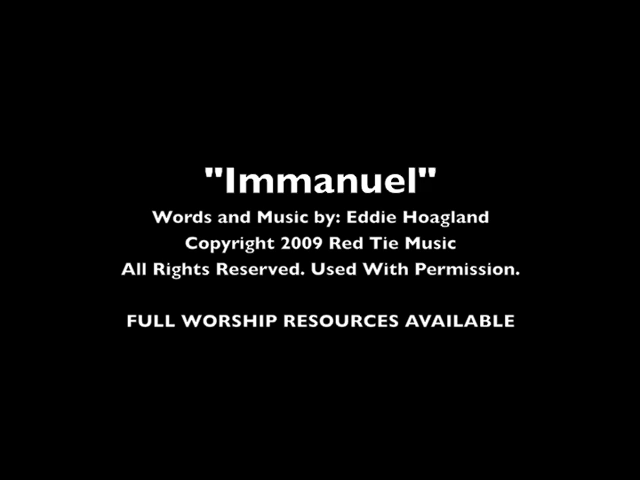 "Immanuel"
Words and Music by: Eddie Hoagland
Copyright 2009 Red Tie Music
All Rights Reserved. Used With Permission.
FULL WORSHIP RESOURCES AVAILABLE